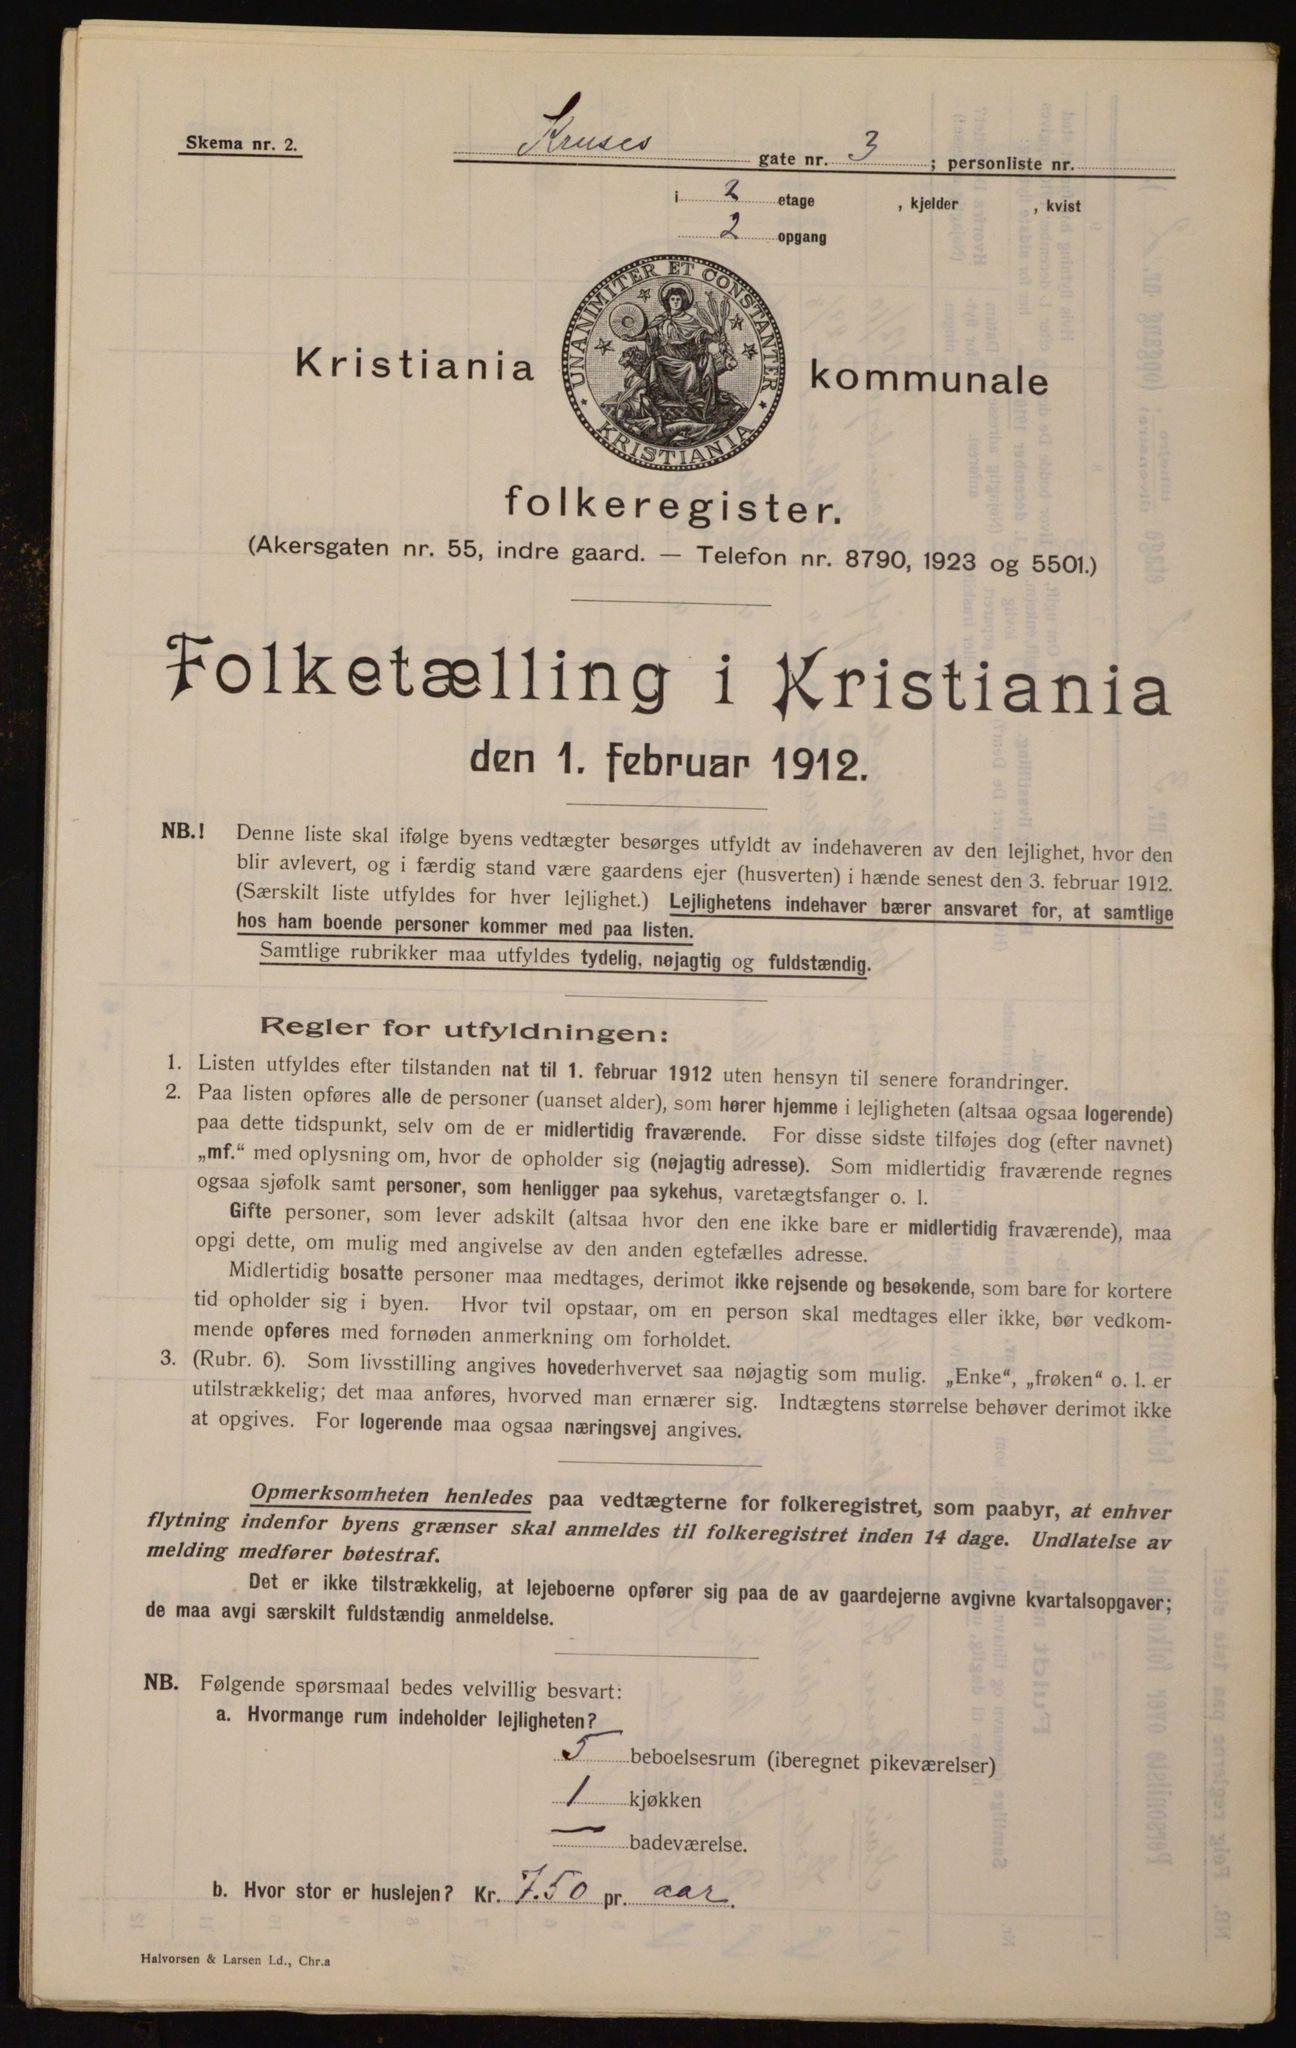 Skema nr. 2.
Kruses gate nr. 3 ; personliste nr.
i 2 etage , kjelder , kvist
2 opgang
UNANIMITER ET CONSTANTER
KRISTIANIA
Kristiania kommunale
folkeregister.
(Akersgaten nr. 55, indre gaard. — Telefon nr. 8790, 1923 og 5501.)
Folketælling i Kristiania
den 1. februar 1912.
NB.! Denne liste skal ifølge byens vedtægter besørges utfyldt av indehaveren av den lejlighet, hvor den
blir avlevert, og i færdig stand være gaardens ejer (husverten) i hænde senest den 3. februar 1912.
(Særskilt liste utfyldes for hver lejlighet.) Lejlighetens indehaver bærer ansvaret for, at samtlige
hos ham boende personer kommer med paa listen.
Samtlige rubrikker maa utfyldes tydelig, nøjagtig og fuldstændig.
Regler for utfyldningen:
1. Listen utfyldes efter tilstanden nat til 1. februar 1912 uten hensyn til senere forandringer.
2. Paa listen opføres alle de personer (uanset alder), som hører hjemme i lejligheten (altsaa ogsaa logerende)
paa dette tidspunkt, selv om de er midlertidig fraværende. For disse sidste tilføjes dog (efter navnet)
„mf.“ med oplysning om, hvor de opholder sig (nøjagtig adresse). Som midlertidig fraværende regnes
ogsaa sjøfolk samt personer, som henligger paa sykehus, varetægtsfanger o. l.
Gifte personer, som lever adskilt (altsaa hvor den ene ikke bare er midlertidig fraværende), maa
opgi dette, om mulig med angivelse av den anden egtefælles adresse.
Midlertidig bosatte personer maa medtages, derimot ikke rejsende og besøkende, som bare for kortere
tid opholder sig i byen. Hvor tvil opstaar, om en person skal medtages eller ikke, bør vedkom-
mende opføres med fornøden anmerkning om forholdet.
3. (Rubr. 6). Som livsstilling angives hovederhvervet saa nøjagtig som mulig. „Enke“, „frøken“ o. l. er
utilstrækkelig; det maa anføres, hvorved man ernærer sig. Indtægtens størrelse behøver derimot ikke
at opgives. For logerende maa ogsaa næringsvej angives.
Opmerksomheten henledes paa vedtægterne for folkeregistret, som paabyr, at enhver
flytning indenfor byens grænser skal anmeldes til folkeregistret inden 14 dage. Undlatelse av
melding medfører bøtestraf.
Det er ikke tilstrækkelig, at lejeboerne opfører sig paa de av gaardejerne avgivne kvartalsopgaver;
de maa avgi særskilt fuldstændig anmeldelse.
NB. Følgende spørsmaal bedes velvillig besvart:
a. Hvormange rum indeholder lejligheten?
5 beboelsesrum (iberegnet pikeværelser)
1 kjøkken
— badeværelse.
b. Hvor stor er huslejen? Kr. 7.50 pr. aar.
Halvorsen & Larsen Ld., Chr.a